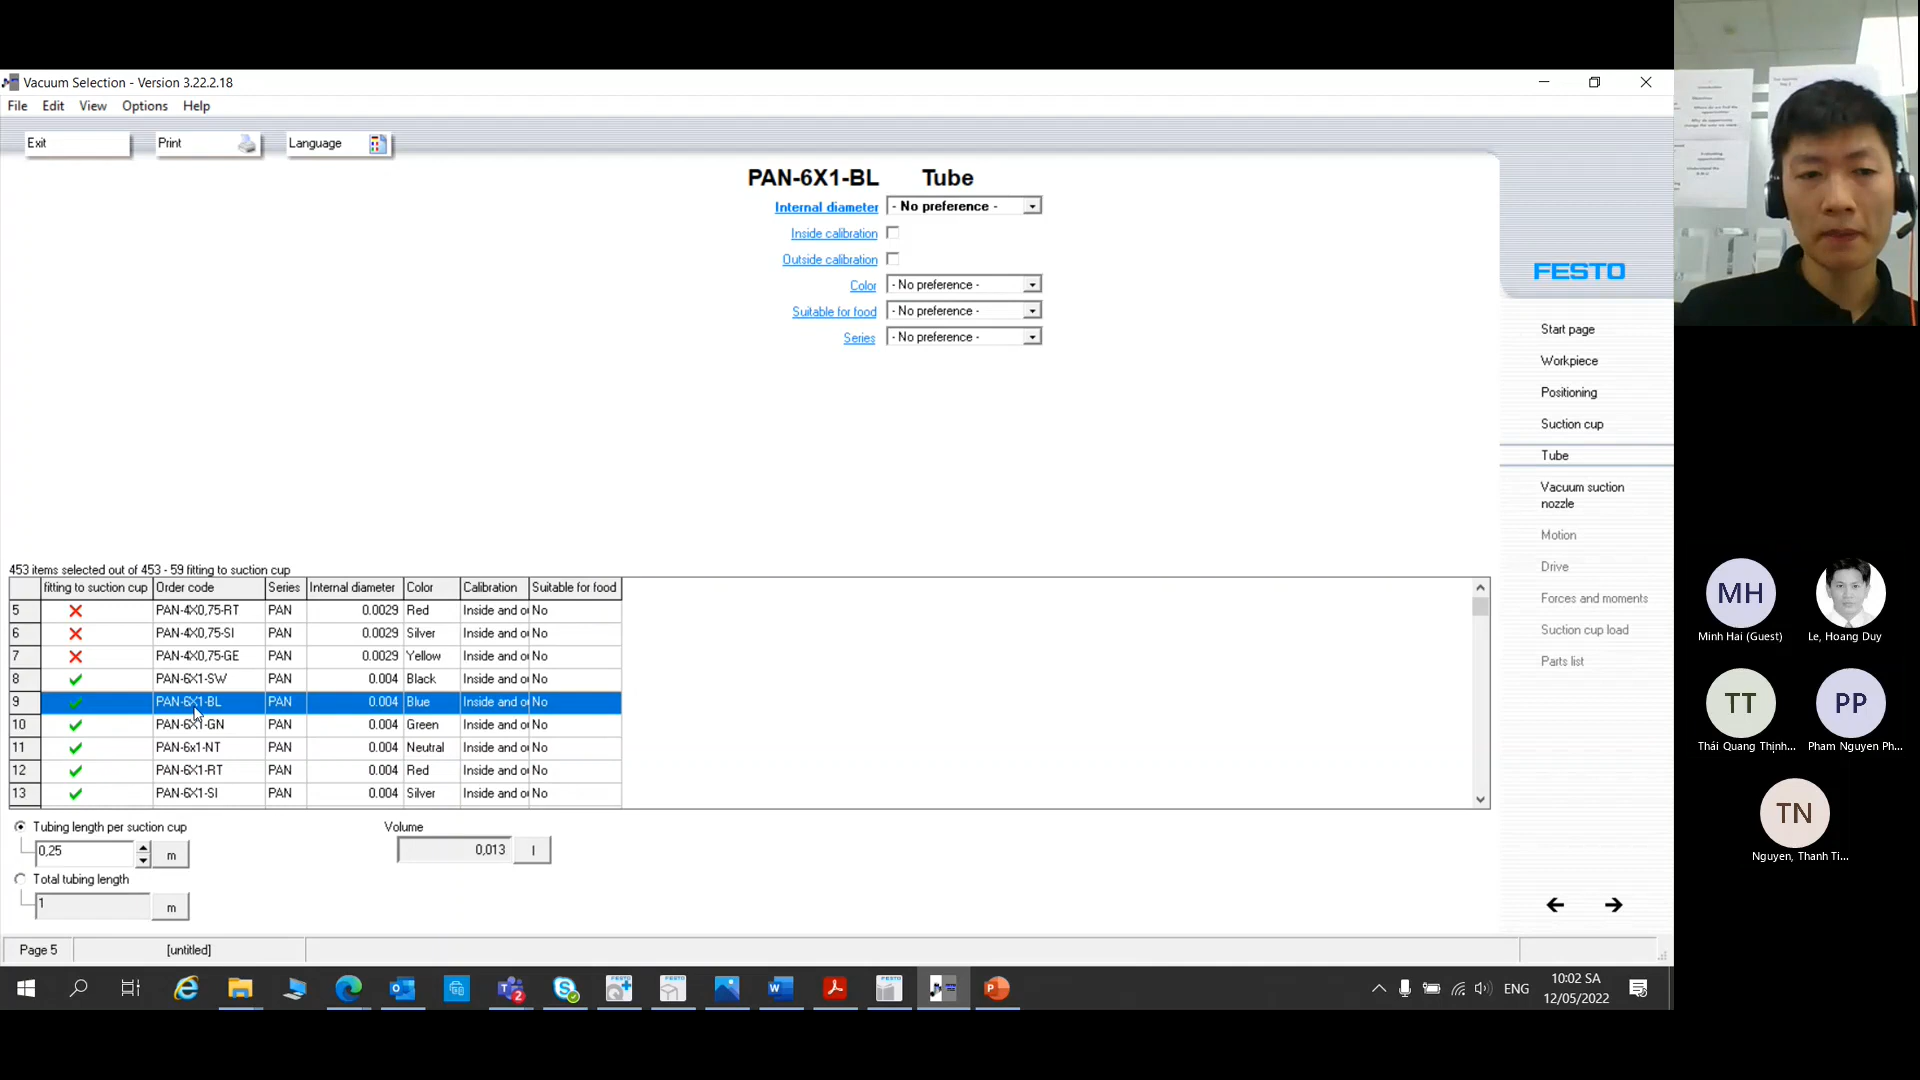 Vacuum Selection - Version 3.22.2.18
File Edit View Options Help
Exit Print Language
PAN-6X1-BL Tube
Internal diameter - No preference -
Inside calibration
Outside calibration
Color - No preference -
Suitable for food - No preference -
Series - No preference -
FESTO
Start page
Workpiece
Positioning
Suction cup
Tube
Vacuum suction
nozzle
Motion
Drive
Forces and moments
Suction cup load
Parts list
453 items selected out of 453 - 59 fitting to suction cup
fitting to suction cup Order code Series Internal diameter Color Calibration Suitable for food
5 PAN-4X0,75-RT PAN 0.0029 Red Inside and o No
6 PAN-4X0,75-SI PAN 0.0029 Silver Inside and o No
7 PAN-4X0,75-GE PAN 0.0029 Yellow Inside and o No
8 PAN-6X1-SW PAN 0.004 Black Inside and o No
9 PAN-6X1-BL PAN 0.004 Blue Inside and o No
10 PAN-6X1-GN PAN 0.004 Green Inside and o No
11 PAN-6x1-NT PAN 0.004 Neutral Inside and o No
12 PAN-6X1-RT PAN 0.004 Red Inside and o No
13 PAN-6X1-SI PAN 0.004 Silver Inside and o No
Tubing length per suction cup Volume
0,25 m 0,013 l
Total tubing length
1 m
Page 5 [untitled]
ENG 10:02 SA
12/05/2022
MH
Minh Hai (Guest) Le, Hoang Duy
TT PP
Thái Quang Thịnh... Pham Nguyen Ph...
TN
Nguyen, Thanh Ti...